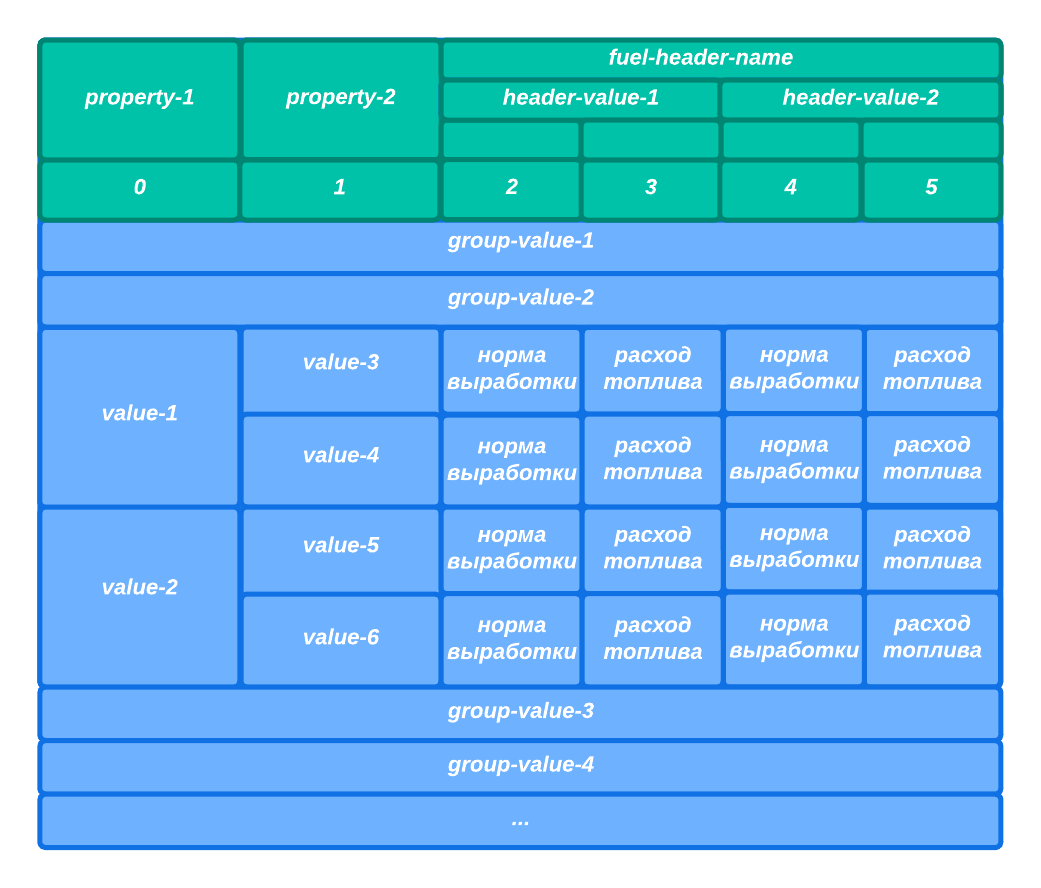 fuel-header-name
property-1 property-2 header-value-1 header-value-2
0 1 2 3 4 5
group-value-1
group-value-2
value-1
value-3
норма расход норма расход
выработки топлива выработки топлива
value-4
норма расход норма расход
выработки топлива выработки топлива
value-2
value-5
норма расход норма расход
выработки топлива выработки топлива
value-6
норма расход норма расход
выработки топлива выработки топлива
group-value-3
group-value-4
...